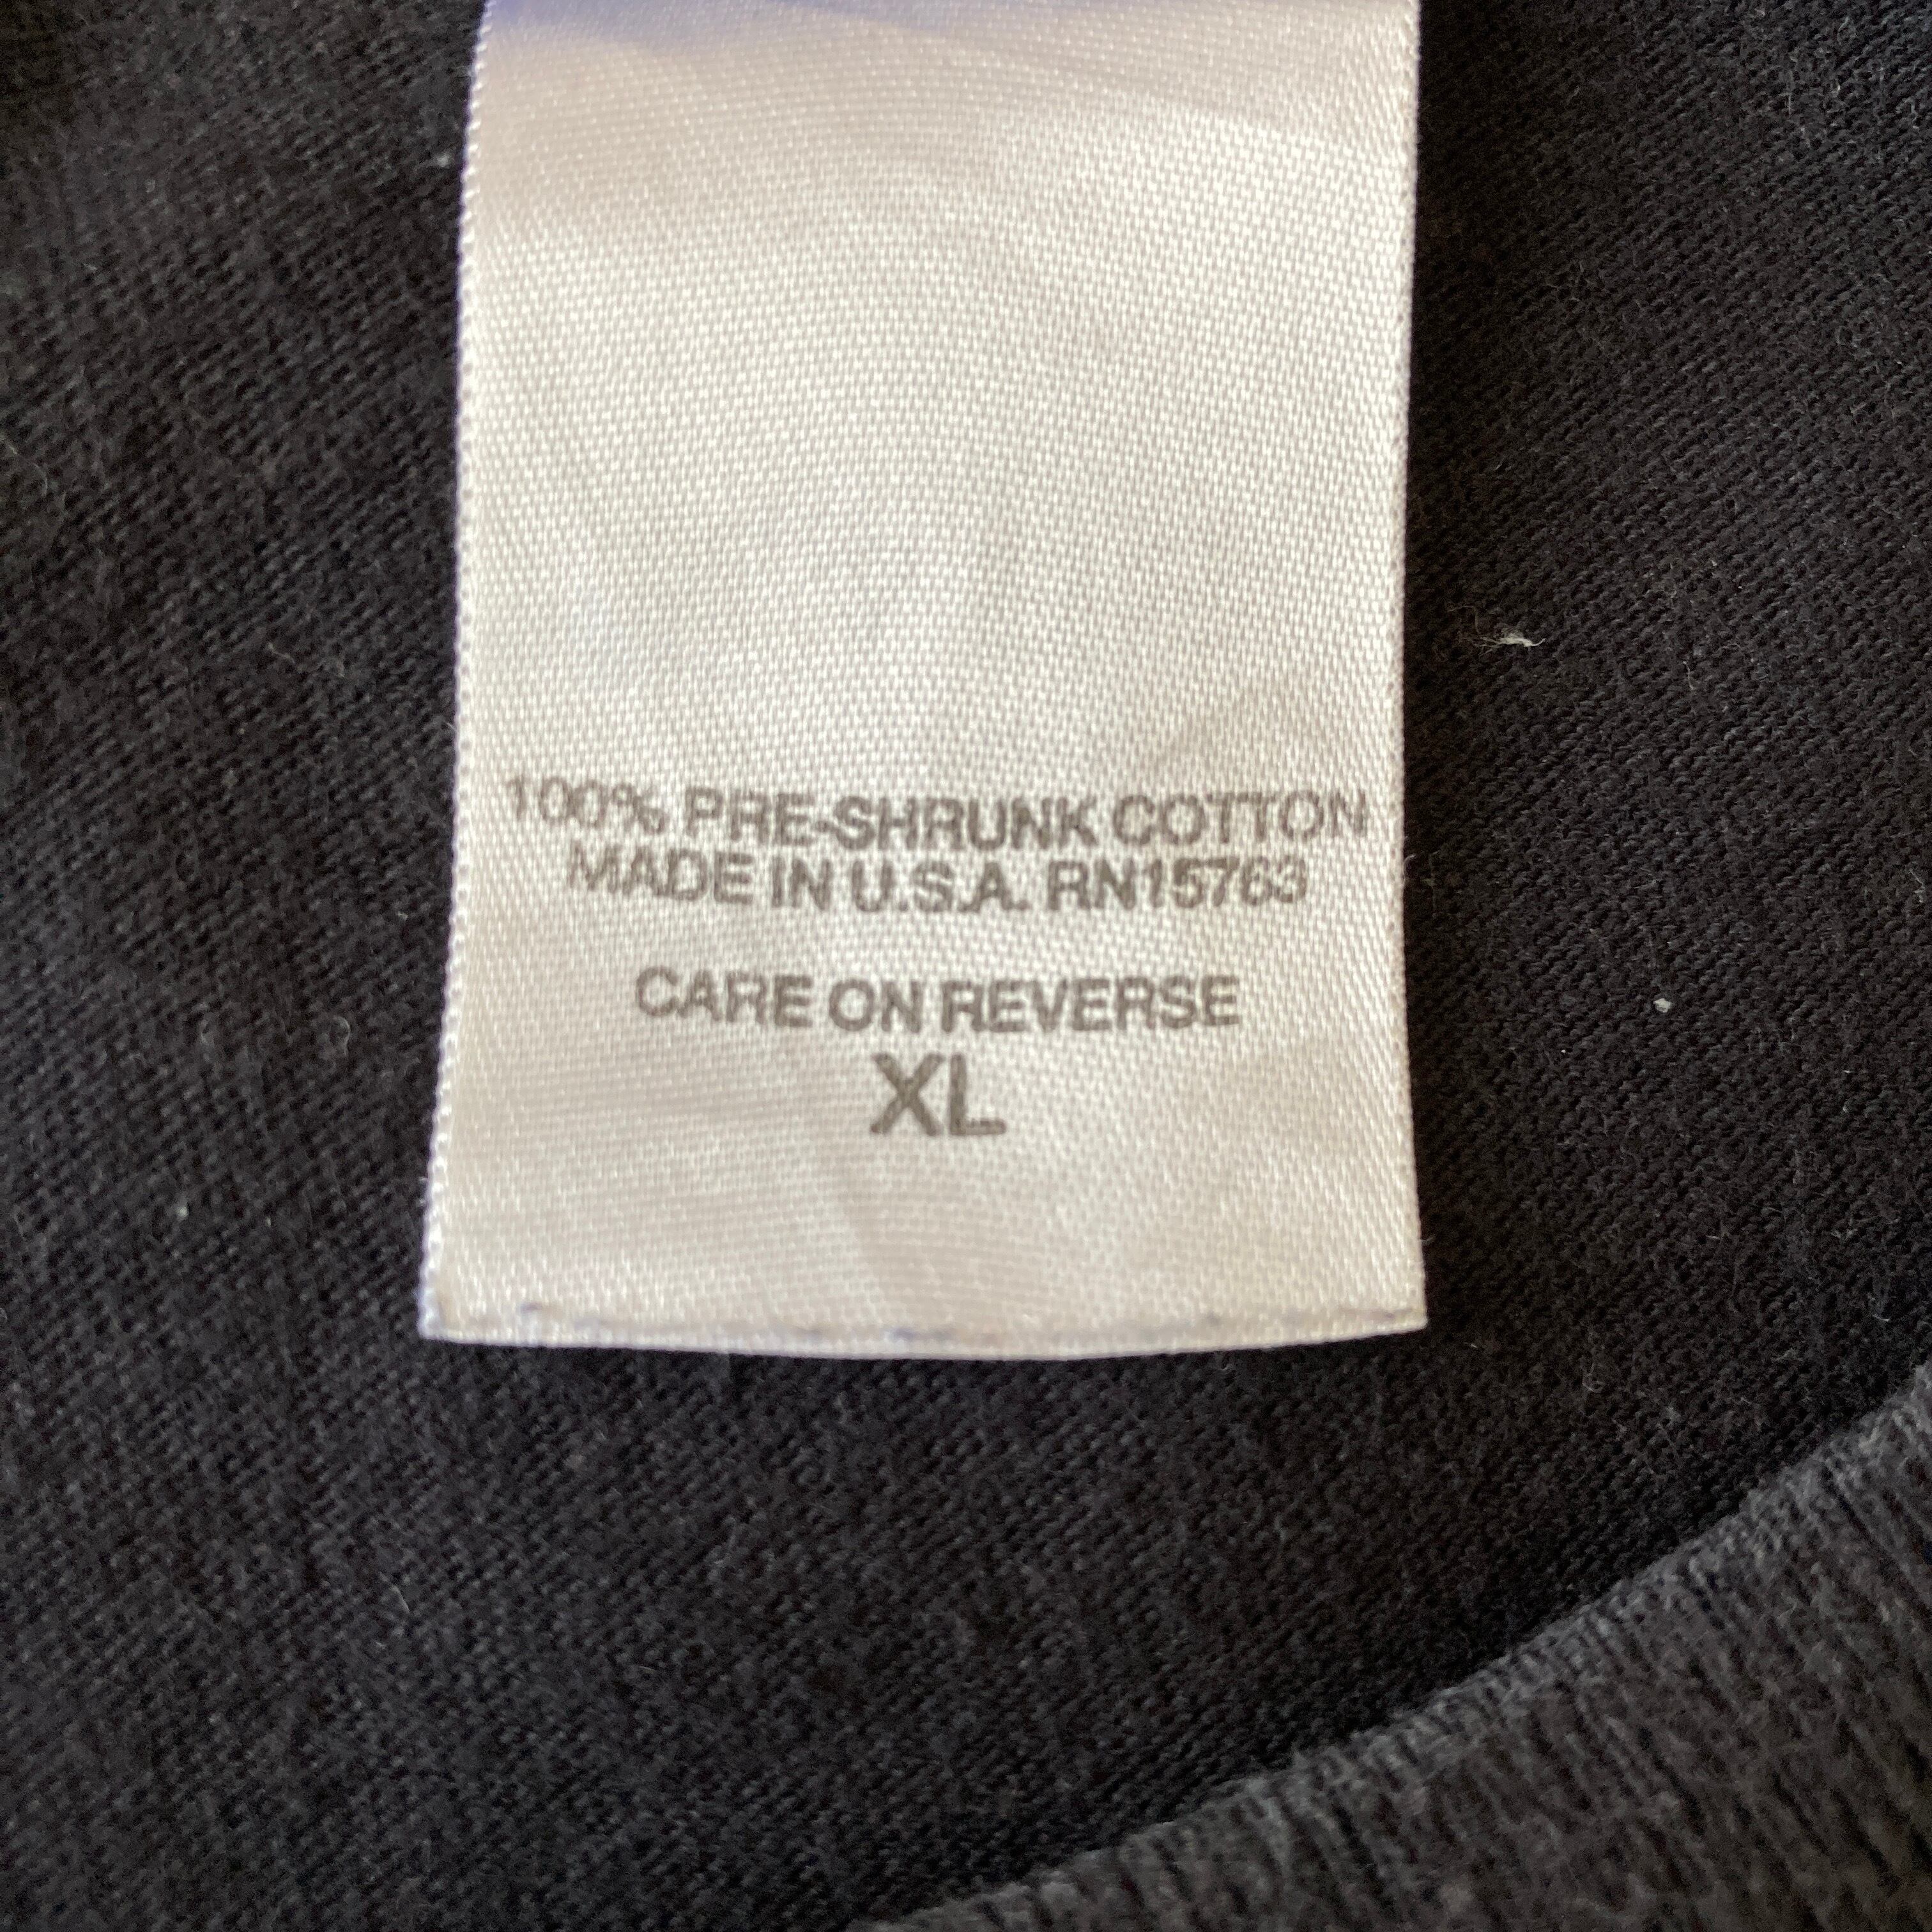 100% PRE-SHRUNK COTTON
MADE IN U.S.A. RN15763
CARE ON REVERSE
XL